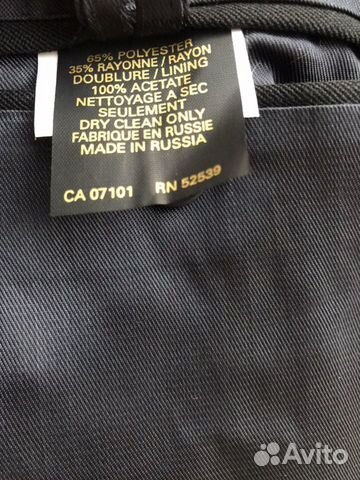 65% POLYESTER
35% RAYONNE / RAYON
DOUBLURE / LINING
100% ACETATE
NETTOYAGE A SEC
SEULEMENT
DRY CLEAN ONLY
FABRIQUE EN RUSSIE
MADE IN RUSSIA
CA 07101 RN 52539
Avito